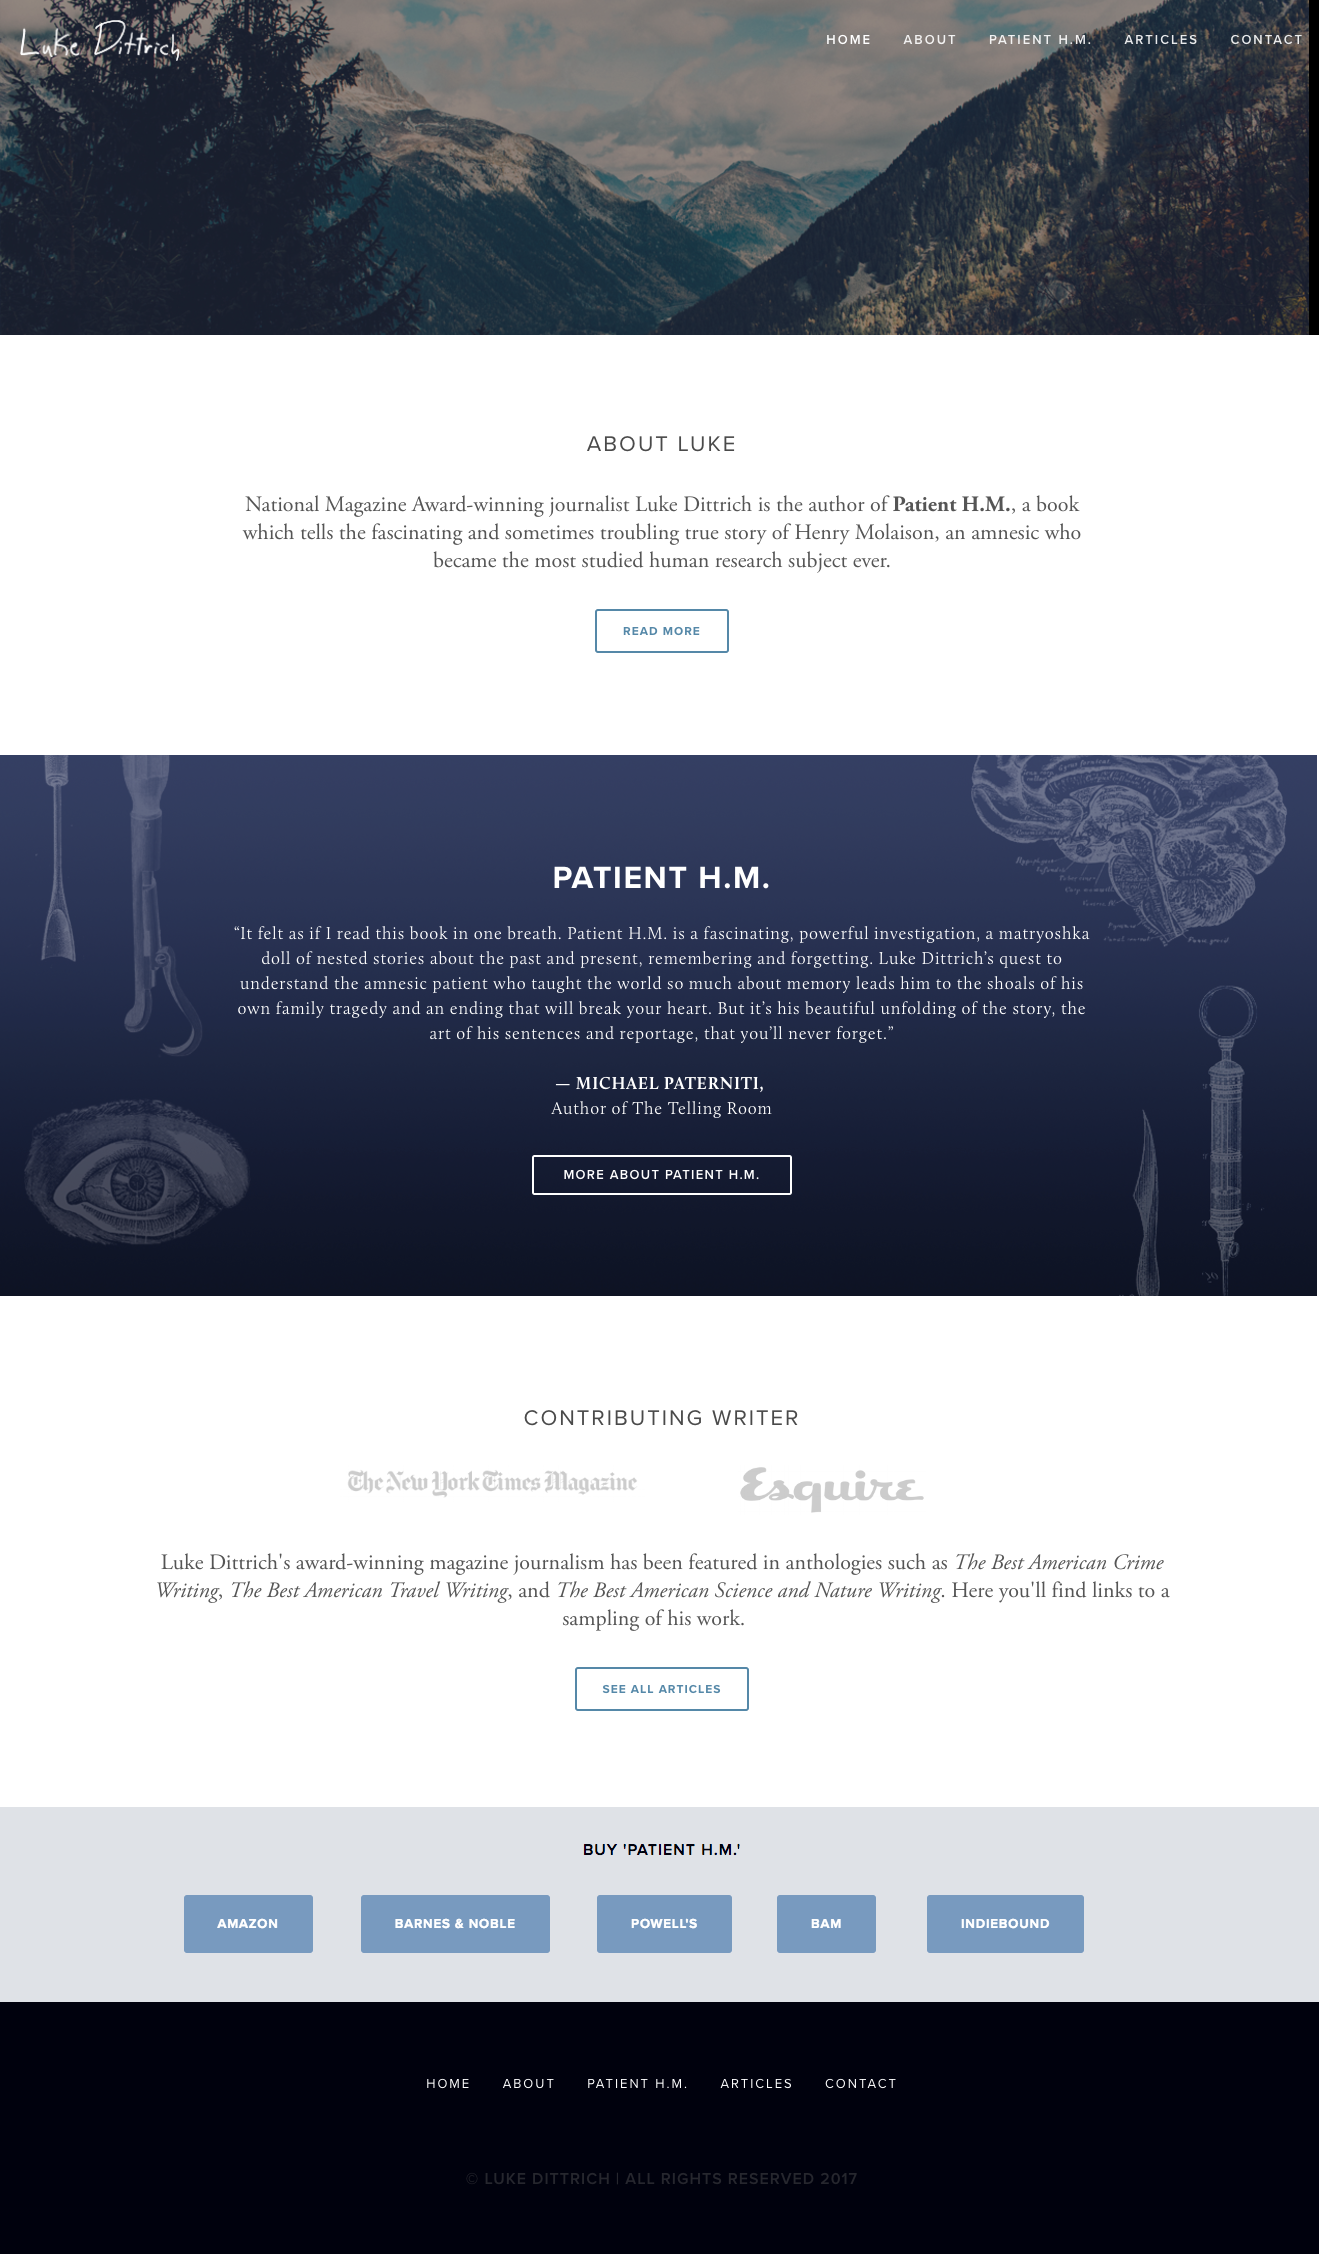 Luke Dittrich
HOME ABOUT PATIENT H.M. ARTICLES CONTACT
ABOUT LUKE
National Magazine Award-winning journalist Luke Dittrich is the author of Patient H.M., a book
which tells the fascinating and sometimes troubling true story of Henry Molaison, an amnesic who
became the most studied human research subject ever.
READ MORE
PATIENT H.M.
“It felt as if I read this book in one breath. Patient H.M. is a fascinating, powerful investigation, a matryoshka
doll of nested stories about the past and present, remembering and forgetting. Luke Dittrich’s quest to
understand the amnesic patient who taught the world so much about memory leads him to the shoals of his
own family tragedy and an ending that will break your heart. But it’s his beautiful unfolding of the story, the
art of his sentences and reportage, that you’ll never forget.”
— MICHAEL PATERNITI,
Author of The Telling Room
MORE ABOUT PATIENT H.M.
CONTRIBUTING WRITER
The New York Times Magazine Esquire
Luke Dittrich's award-winning magazine journalism has been featured in anthologies such as The Best American Crime
Writing, The Best American Travel Writing, and The Best American Science and Nature Writing. Here you'll find links to a
sampling of his work.
SEE ALL ARTICLES
BUY 'PATIENT H.M.'
AMAZON BARNES & NOBLE POWELL'S BAM INDIEBOUND
HOME ABOUT PATIENT H.M. ARTICLES CONTACT
© LUKE DITTRICH | ALL RIGHTS RESERVED 2017